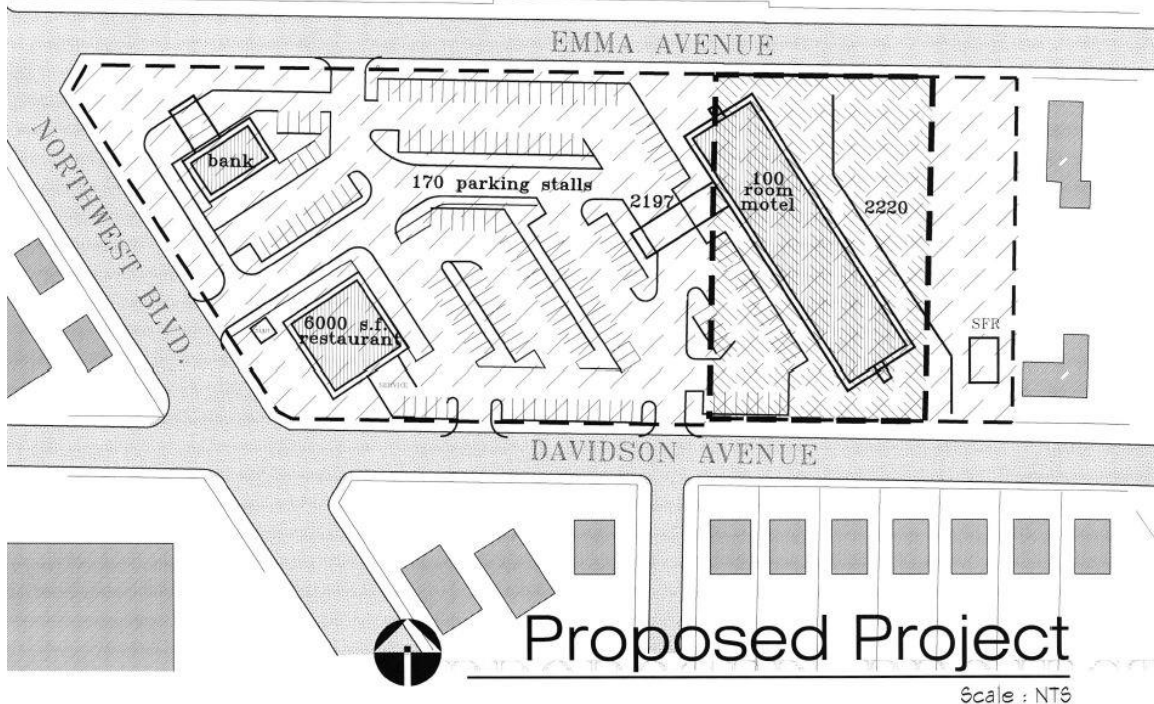 EMMA AVENUE
NORTHWEST BLVD.
bank
170 parking stalls
2197
100
room
motel
2220
6000 s.f.
restaurant
SERVICE
SFR
DAVIDSON AVENUE
Proposed Project
Scale : NTS